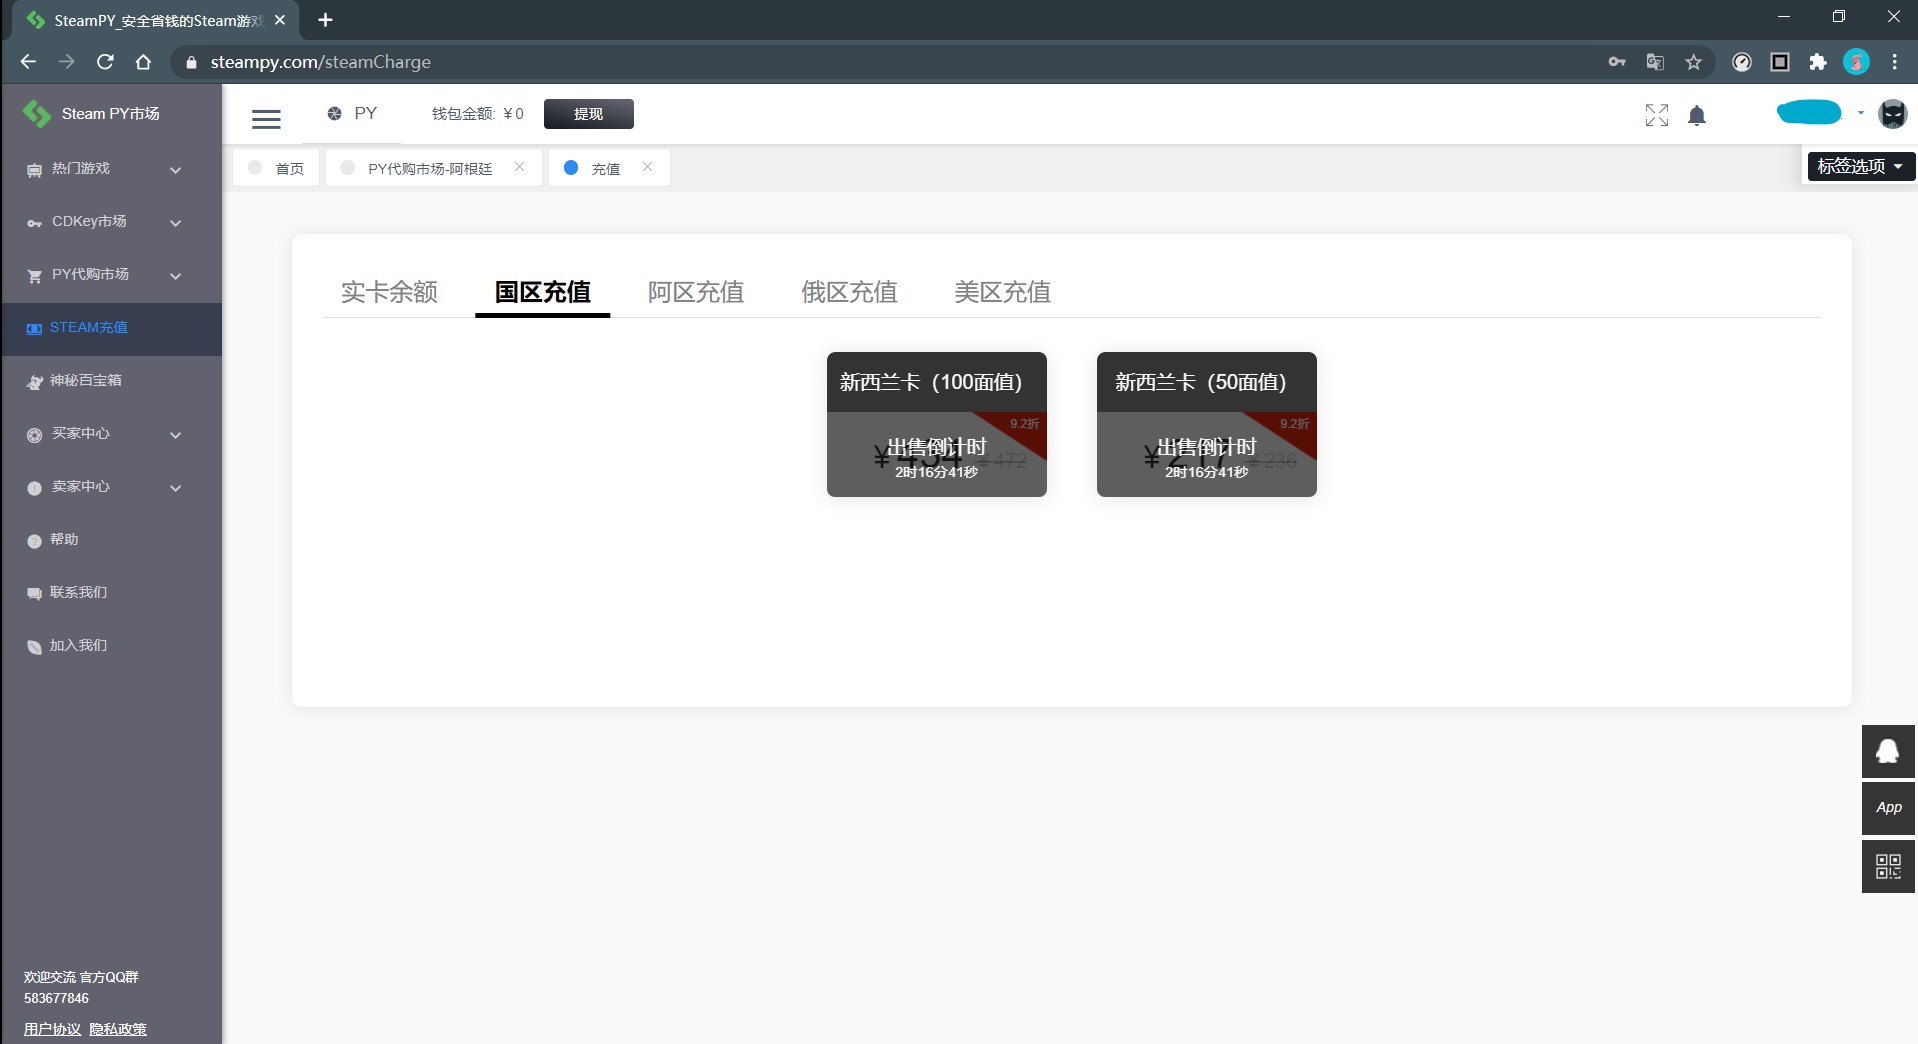 SteamPY_安全省钱的Steam游戏
steampy.com/steamCharge
Steam PY市场
PY
钱包金额: ￥0
提现
首页
PY代购市场-阿根廷
充值
标签选项
热门游戏
CDKey市场
PY代购市场
STEAM充值
神秘百宝箱
买家中心
卖家中心
帮助
联系我们
加入我们
实卡余额
国区充值
阿区充值
俄区充值
美区充值
新西兰卡（100面值）
9.2折
￥434
￥472
出售倒计时
2时16分41秒
新西兰卡（50面值）
9.2折
￥217
￥236
出售倒计时
2时16分41秒
App
欢迎交流 官方QQ群
583677846
用户协议 隐私政策